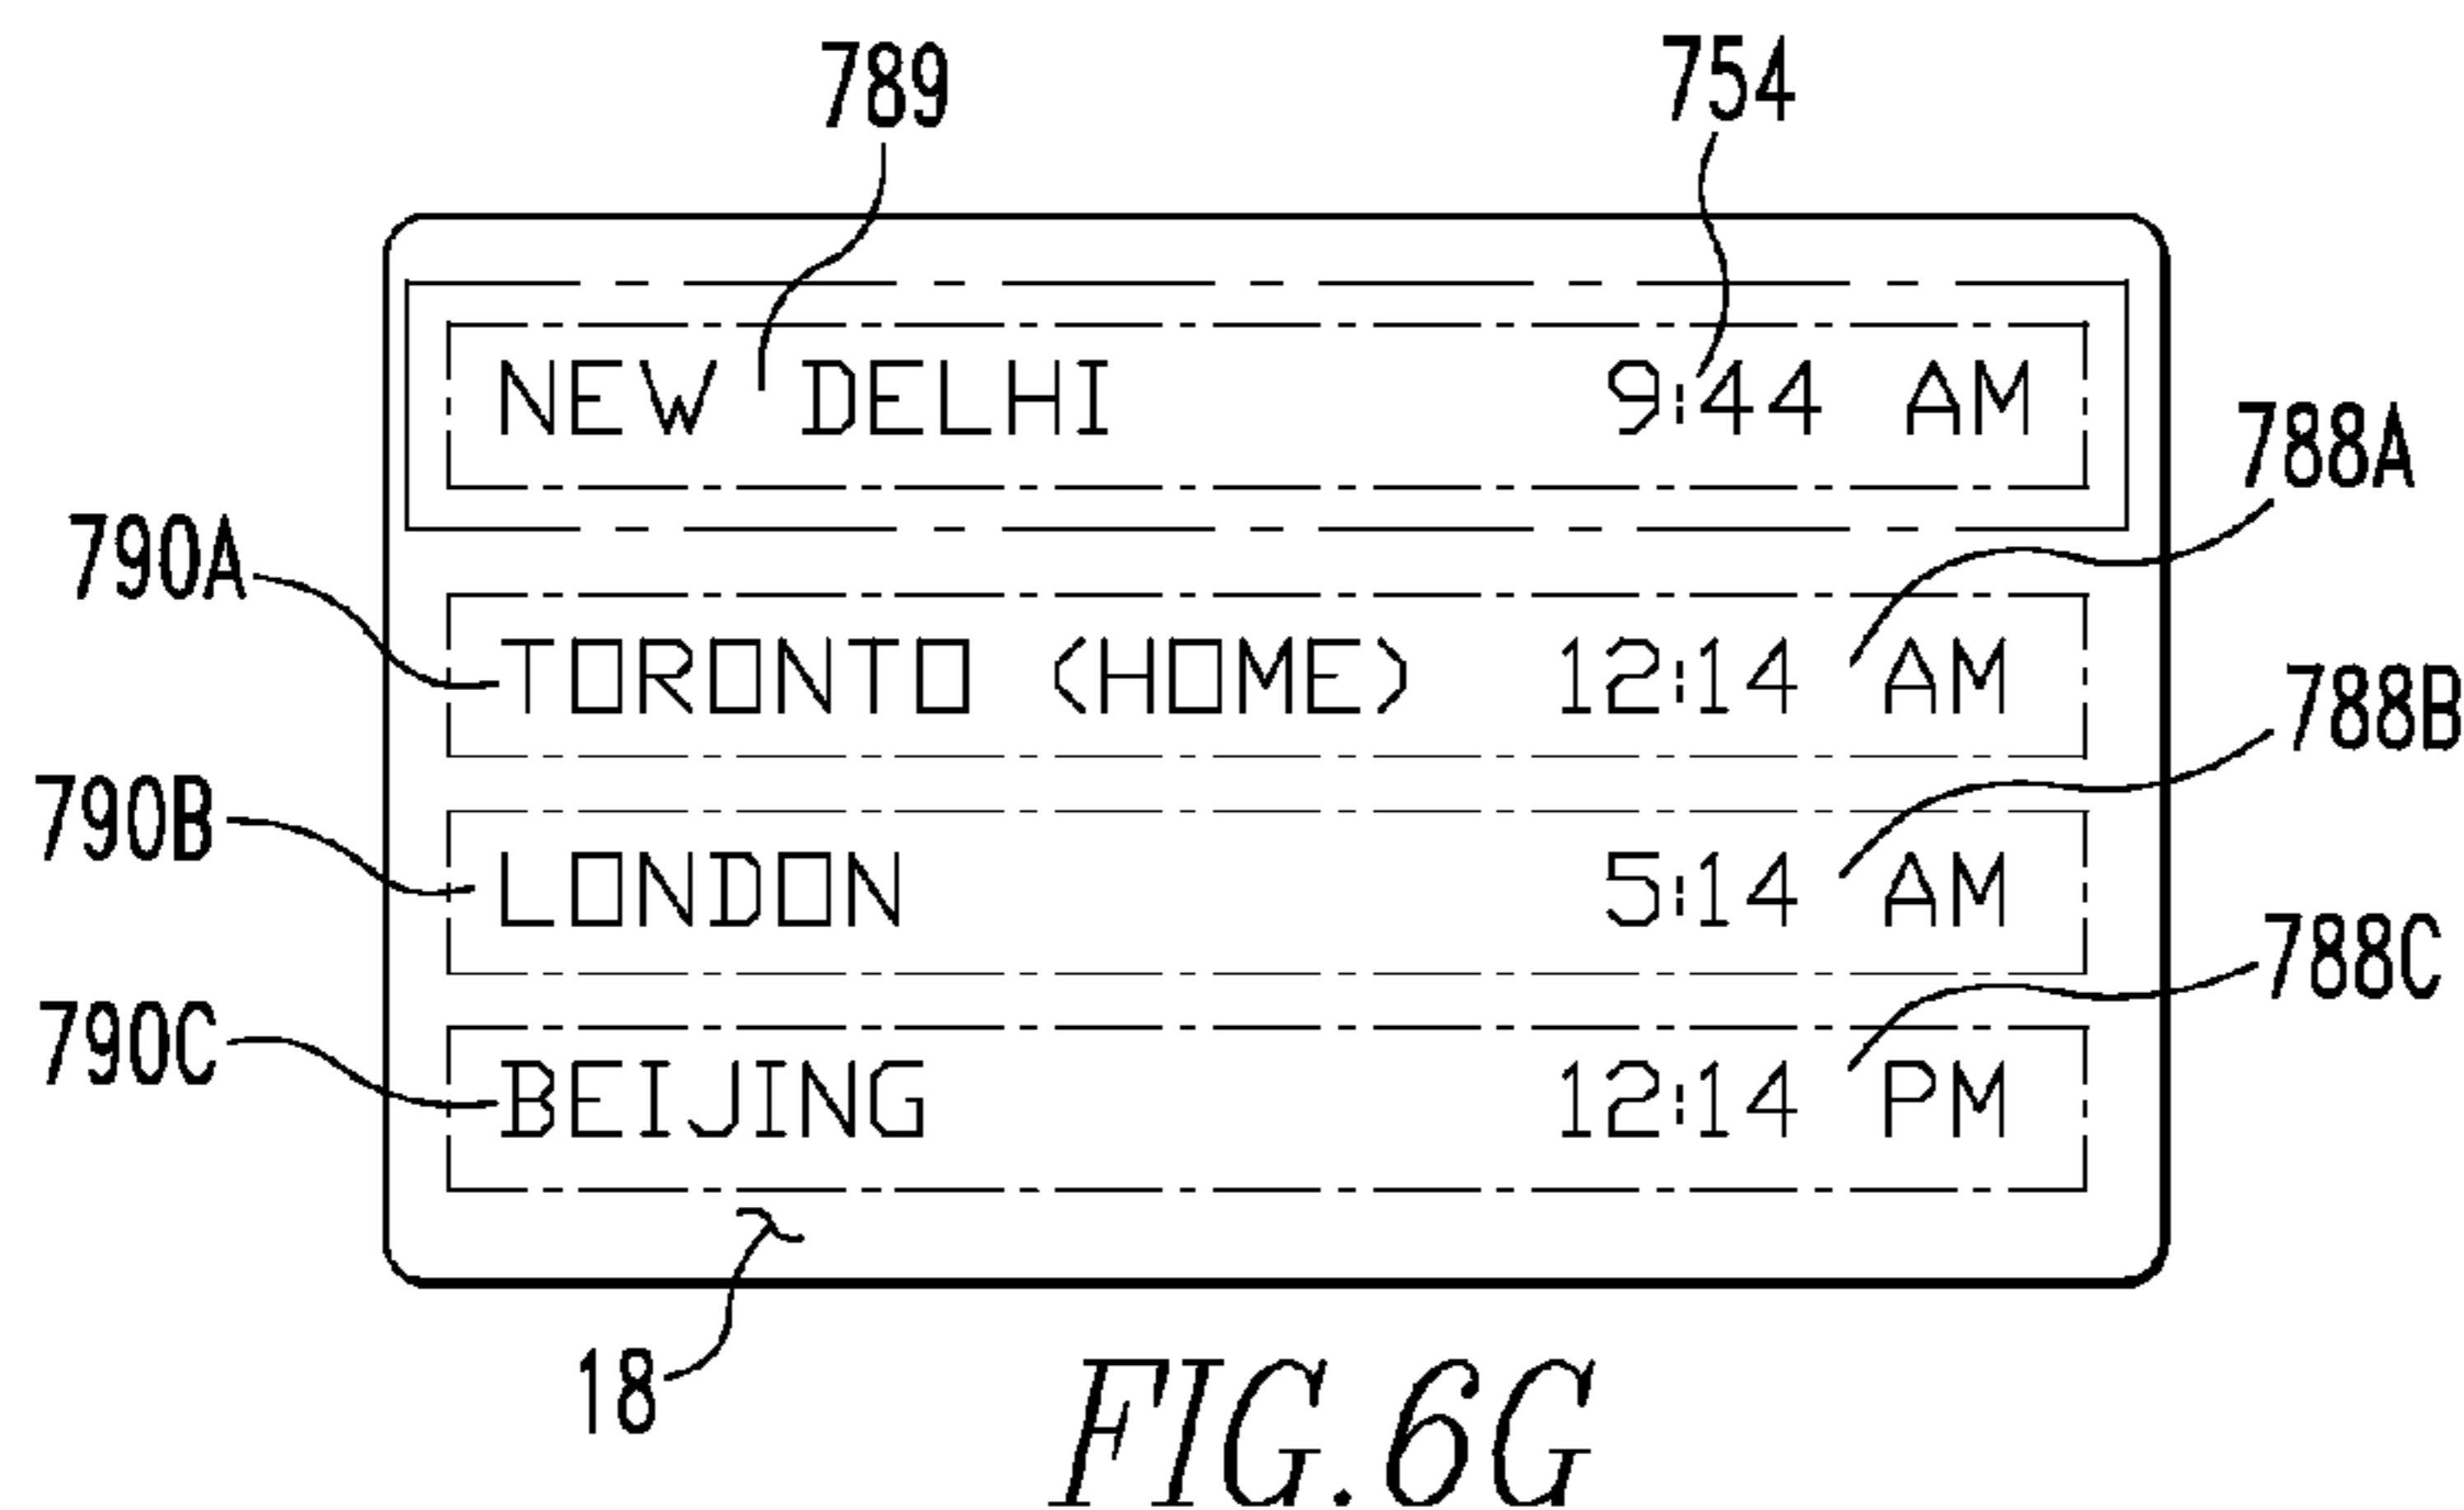 789 754
NEW DELHI 9:44 AM
788A
790A
TORONTO (HOME) 12:14 AM
788B
790B
LONDON 5:14 AM
788C
790C
BEIJING 12:14 PM
18
FIG.6G